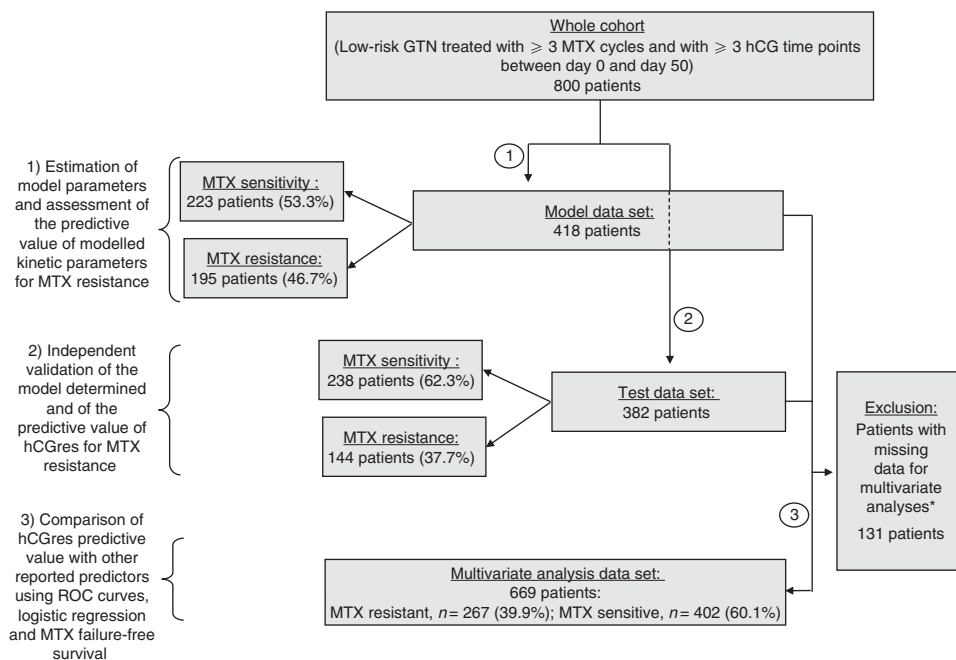 Whole cohort
(Low-risk GTN treated with ⩾ 3 MTX cycles and with ⩾ 3 hCG time points
between day 0 and day 50)
800 patients
1
1) Estimation of
model parameters
and assessment of
the predictive
value of modelled
kinetic parameters
for MTX resistance
MTX sensitivity :
223 patients (53.3%)
MTX resistance:
195 patients (46.7%)
Model data set:
418 patients
2
2) Independent
validation of the
model determined
and of the
predictive value of
hCGres for MTX
resistance
MTX sensitivity :
238 patients (62.3%)
MTX resistance:
144 patients (37.7%)
Test data set:
382 patients
Exclusion:
Patients with
missing
data for
multivariate
analyses*
131 patients
3
3) Comparison of
hCGres predictive
value with other
reported predictors
using ROC curves,
logistic regression
and MTX failure-free
survival
Multivariate analysis data set:
669 patients:
MTX resistant, n = 267 (39.9%); MTX sensitive, n = 402 (60.1%)